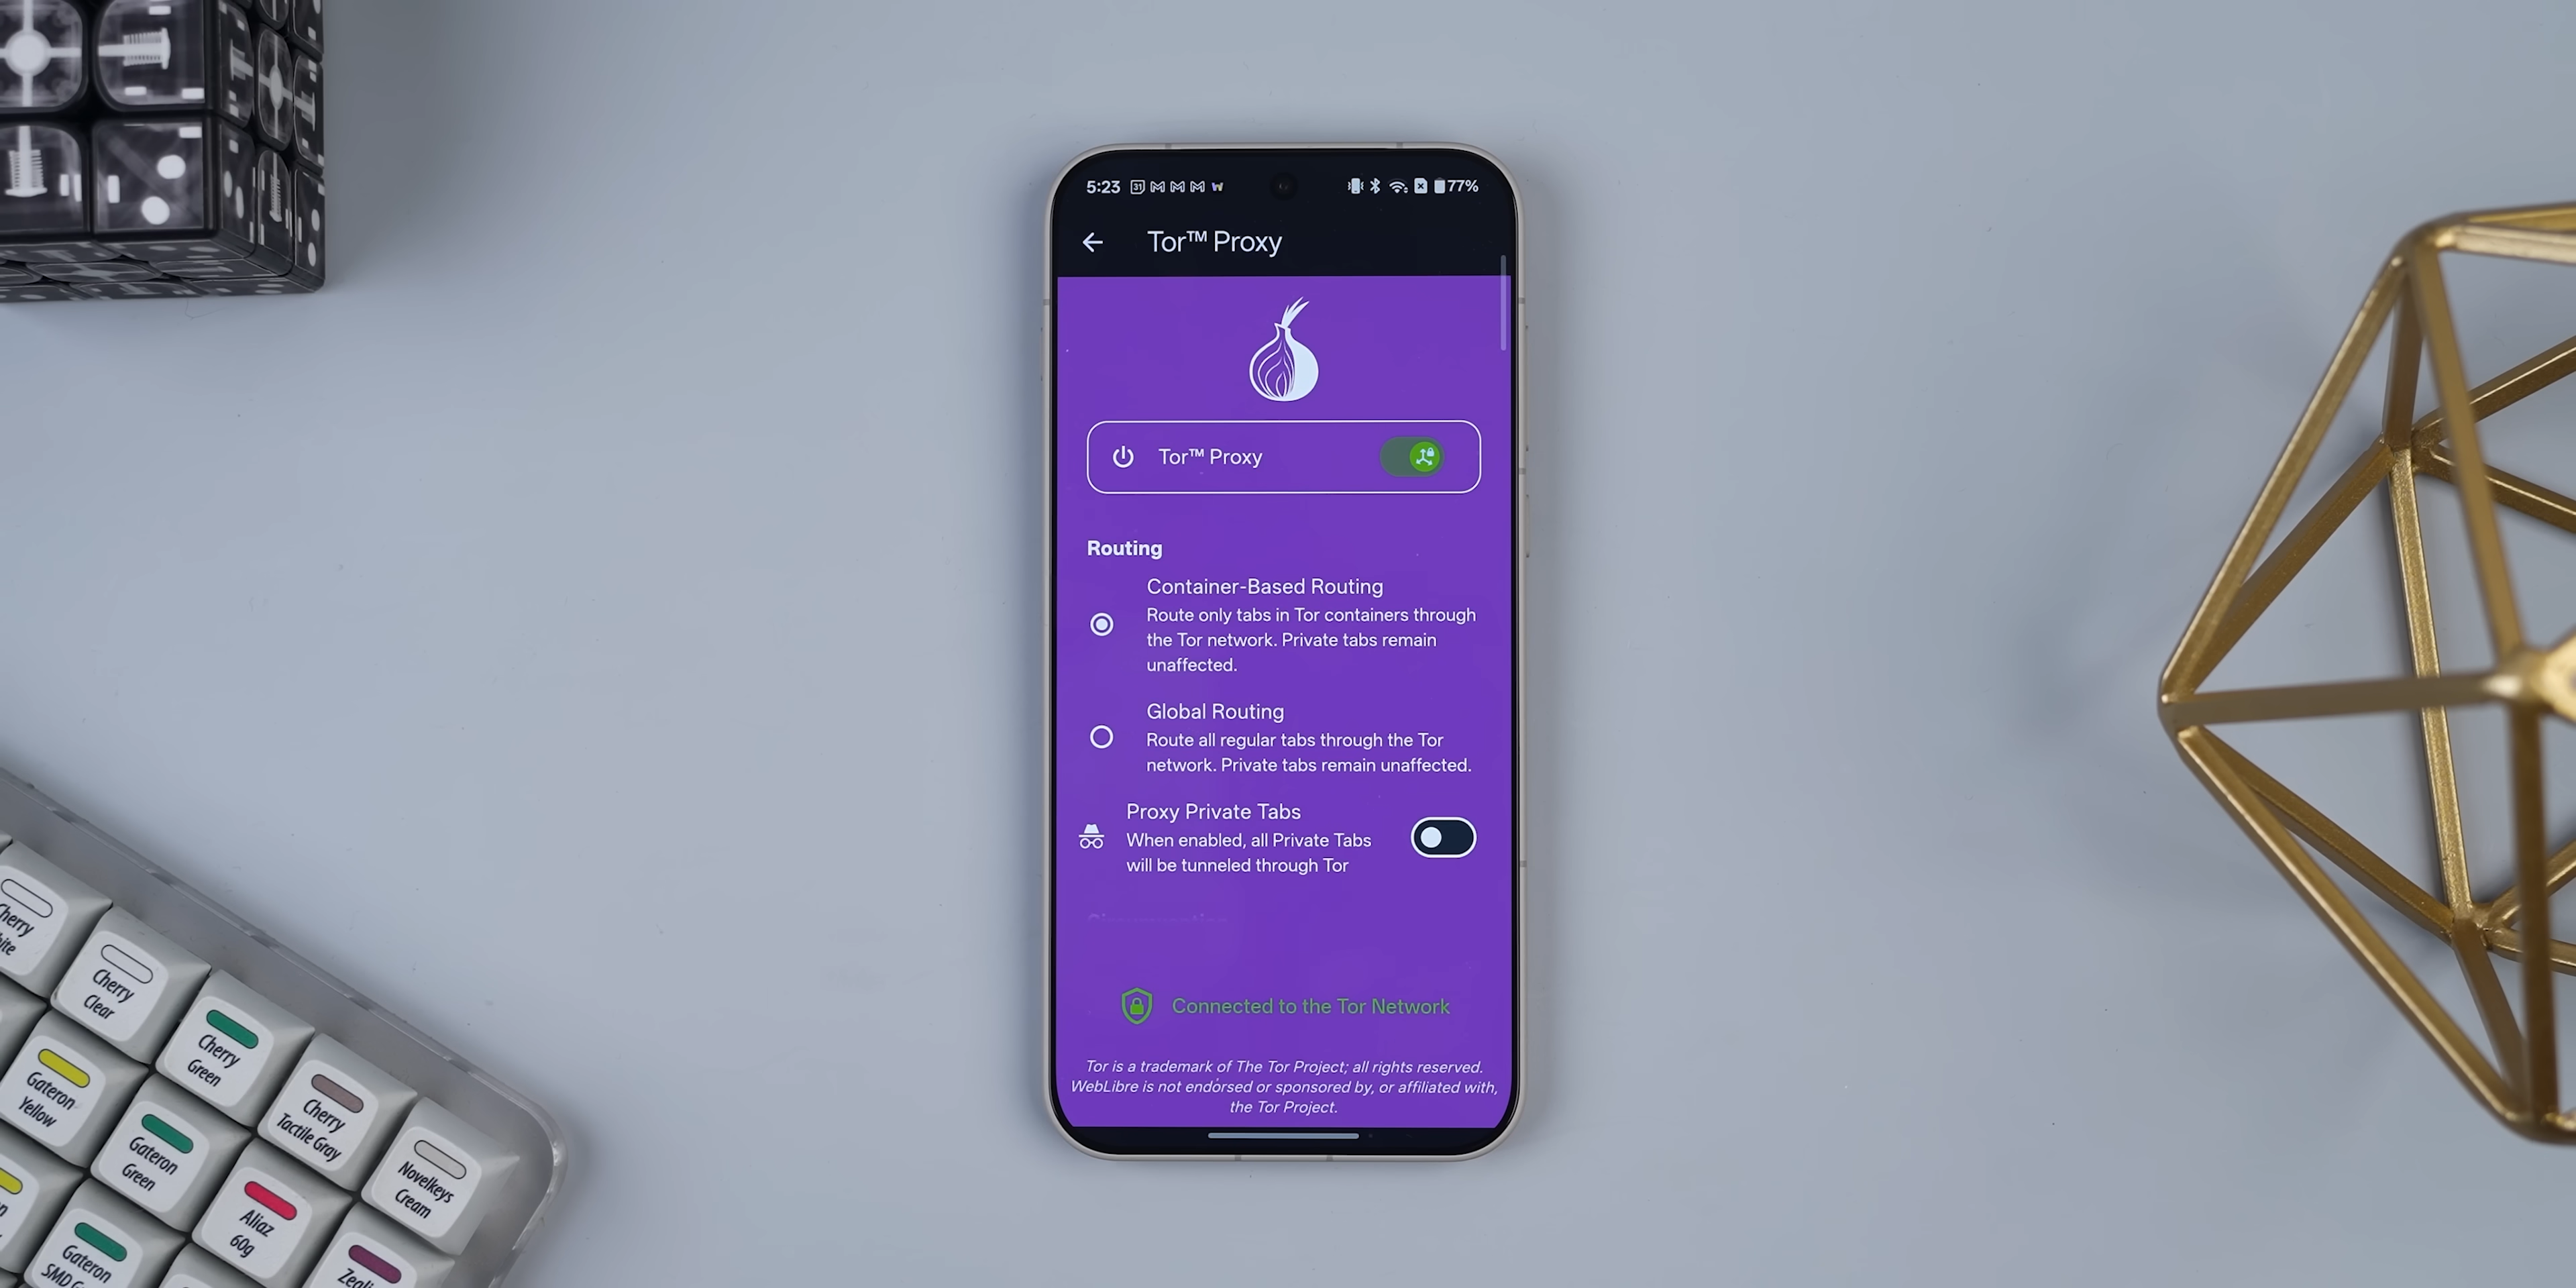 5:23 31 77%
Tor™ Proxy
Tor™ Proxy
Routing
Container-Based Routing
Route only tabs in Tor containers through
the Tor network. Private tabs remain
unaffected.
Global Routing
Route all regular tabs through the Tor
network. Private tabs remain unaffected.
Proxy Private Tabs
When enabled, all Private Tabs
will be tunneled through Tor
Connected to the Tor Network
Tor is a trademark of The Tor Project; all rights reserved.
WebLibre is not endorsed or sponsored by, or affiliated with,
the Tor Project.
Cherry
Cherry
Clear
Cherry
Green
Cherry
Tactile Gray
Novelkeys
Cream
Gateron
Yellow
Gateron
Green
Aliaz
60g
Gateron
SMD